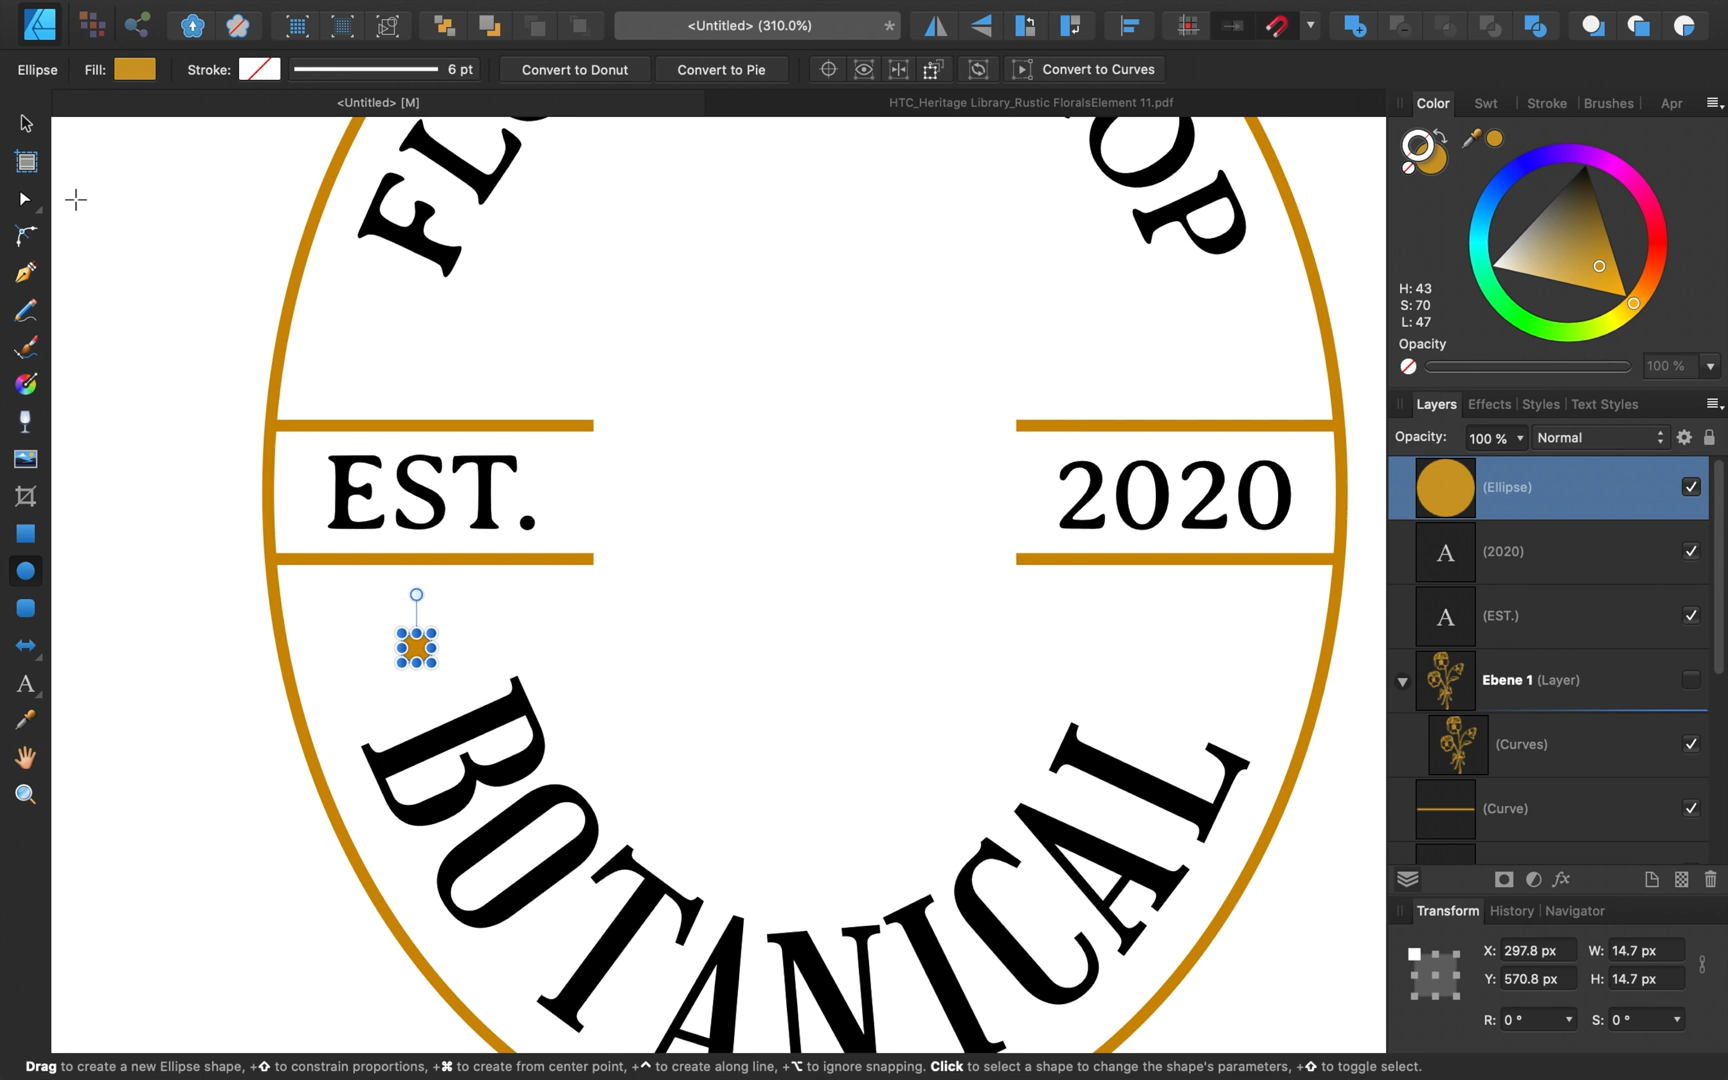 <Untitled> (310.0%)
*
Ellipse
Fill:
Stroke:
6 pt
Convert to Donut
Convert to Pie
Convert to Curves
<Untitled> [M]
HTC_Heritage Library_Rustic FloralsElement 11.pdf
Color
Swt
Stroke
Brushes
Apr
H: 43
S: 70
L: 47
Opacity
100 %
Layers
Effects
Styles
Text Styles
Opacity:
100 %
Normal
(Ellipse)
A
(2020)
A
(EST.)
Ebene 1 (Layer)
(Curves)
(Curve)
Transform
History
Navigator
X: 297.8 px
W: 14.7 px
Y: 570.8 px
H: 14.7 px
R: 0 °
S: 0 °
FL
OP
EST.
2020
BOTANICAL
A
Drag to create a new Ellipse shape, +⇧ to constrain proportions, +⌘ to create from center point, +⌃ to create along line, +⌥ to ignore snapping. Click to select a shape to change the shape's parameters, +⇧ to toggle select.